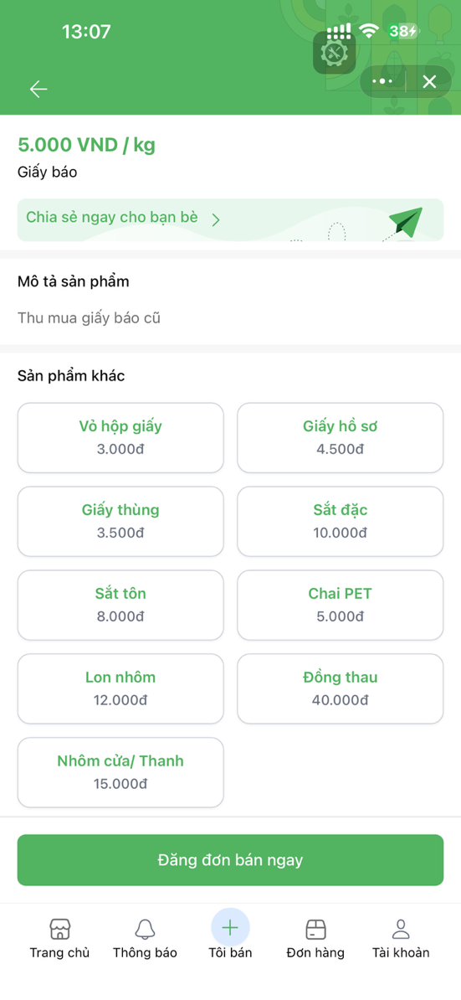 13:07
38
5.000 VND / kg
Giấy báo
Chia sẻ ngay cho bạn bè
Mô tả sản phẩm
Thu mua giấy báo cũ
Sản phẩm khác
Vỏ hộp giấy
3.000đ
Giấy hồ sơ
4.500đ
Giấy thùng
3.500đ
Sắt đặc
10.000đ
Sắt tôn
8.000đ
Chai PET
5.000đ
Lon nhôm
12.000đ
Đồng thau
40.000đ
Nhôm cửa/ Thanh
15.000đ
Đăng đơn bán ngay
Trang chủ
Thông báo
Tôi bán
Đơn hàng
Tài khoản